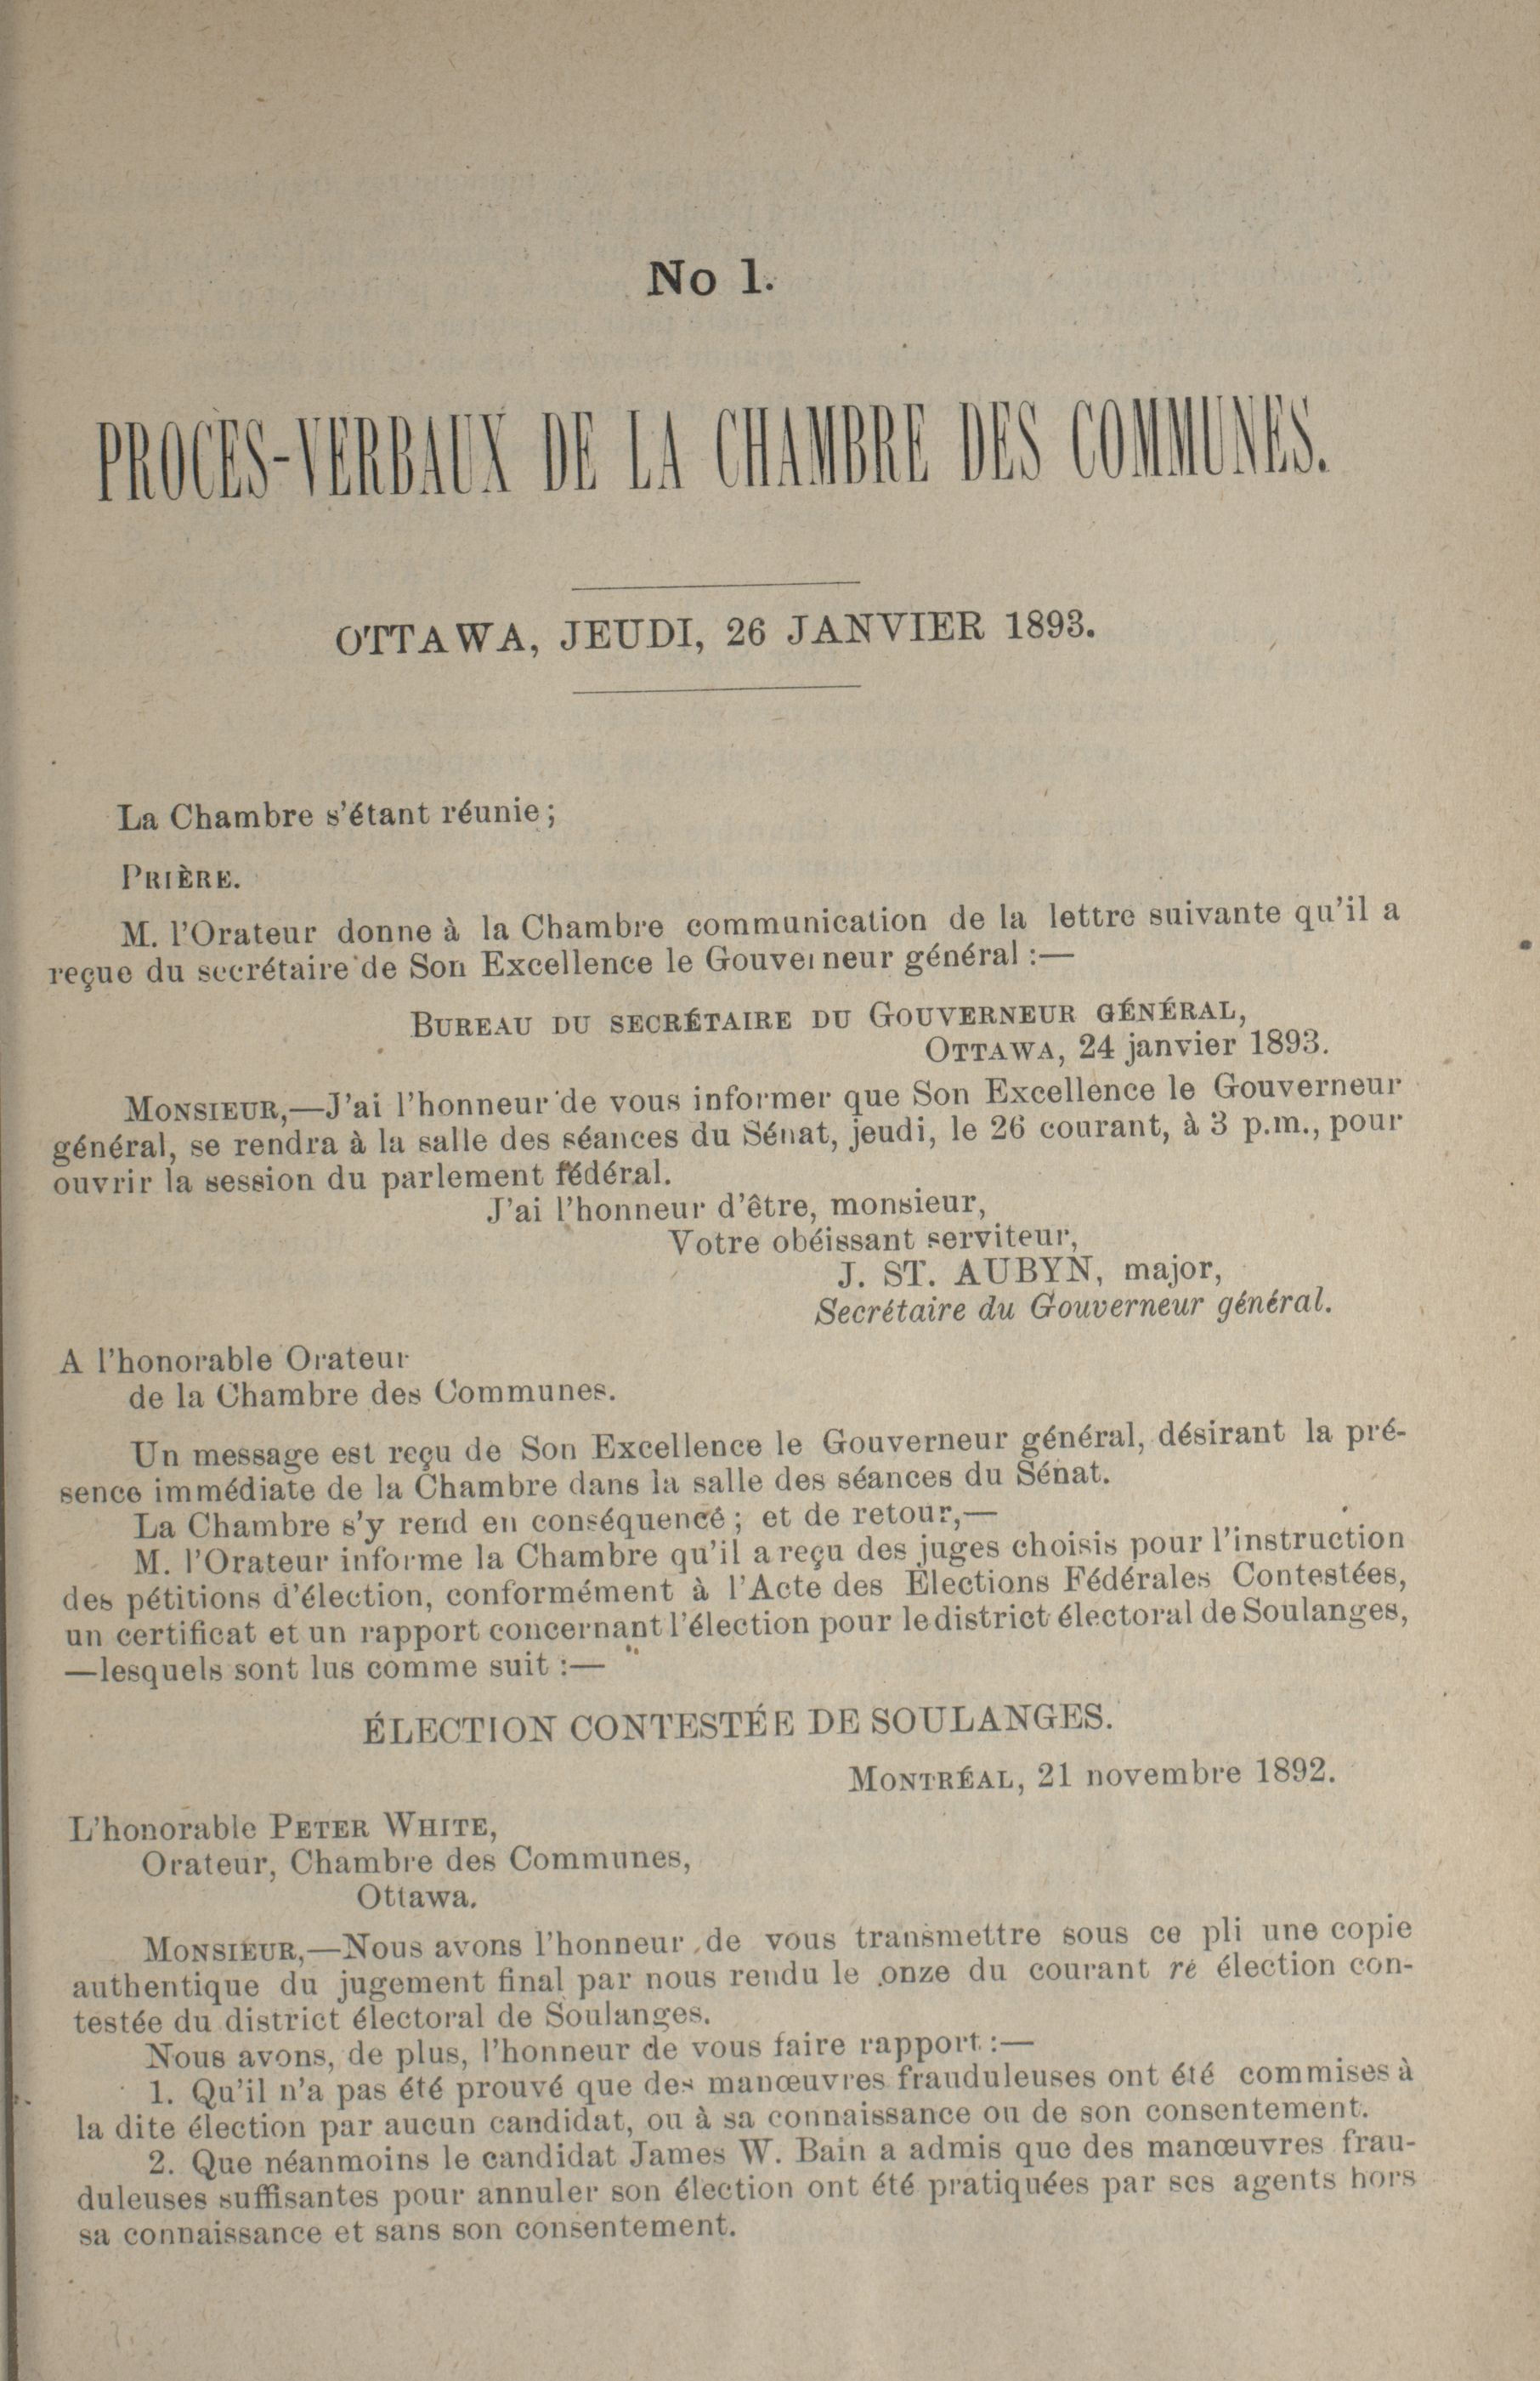 No 1.
PROCES-VERBAUX DE LA CHAMBRE DES COMMUNES.
OTTAWA, JEUDI, 26 JANVIER 1893.
La Chambre s'étant réunie;
PRIÈRE.
M. l'Orateur donne à la Chambre communication de la lettre suivante qu'il a
reçue du secrétaire de Son Excellence le Gouverneur général :—
BUREAU DU SECRÉTAIRE DU GOUVERNEUR GÉNÉRAL,
OTTAWA, 24 janvier 1893.
MONSIEUR,—J'ai l'honneur de vous informer que Son Excellence le Gouverneur
général, se rendra à la salle des séances du Sénat, jeudi, le 26 courant, à 3 p.m., pour
ouvrir la session du parlement fédéral.
J'ai l'honneur d'être, monsieur,
Votre obéissant serviteur,
J. ST. AUBYN, major,
Secrétaire du Gouverneur général.
A l'honorable Orateur
de la Chambre des Communes.
Un message est reçu de Son Excellence le Gouverneur général, désirant la pré-
sence immédiate de la Chambre dans la salle des séances du Sénat.
La Chambre s'y rend en conséquencé; et de retour,—
M. l'Orateur informe la Chambre qu'il a reçu des juges choisis pour l'instruction
des pétitions d'élection, conformément à l'Acte des Elections Fédérales Contestées,
un certificat et un rapport concernant l'élection pour le district électoral de Soulanges,
—lesquels sont lus comme suit :—
ÉLECTION CONTESTÉE DE SOULANGES.
MONTRÉAL, 21 novembre 1892.
L'honorable PETER WHITE,
Orateur, Chambre des Communes,
Ottawa.
MONSIEUR,—Nous avons l'honneur de vous transmettre sous ce pli une copie
authentique du jugement final par nous rendu le onze du courant re élection con-
testée du district électoral de Soulanges.
Nous avons, de plus, l'honneur de vous faire rapport :—
1. Qu'il n'a pas été prouvé que des manœuvres frauduleuses ont été commises à
la dite élection par aucun candidat, ou à sa connaissance ou de son consentement.
2. Que néanmoins le candidat James W. Bain a admis que des manœuvres frau-
duleuses suffisantes pour annuler son élection ont été pratiquées par ses agents hors
sa connaissance et sans son consentement.